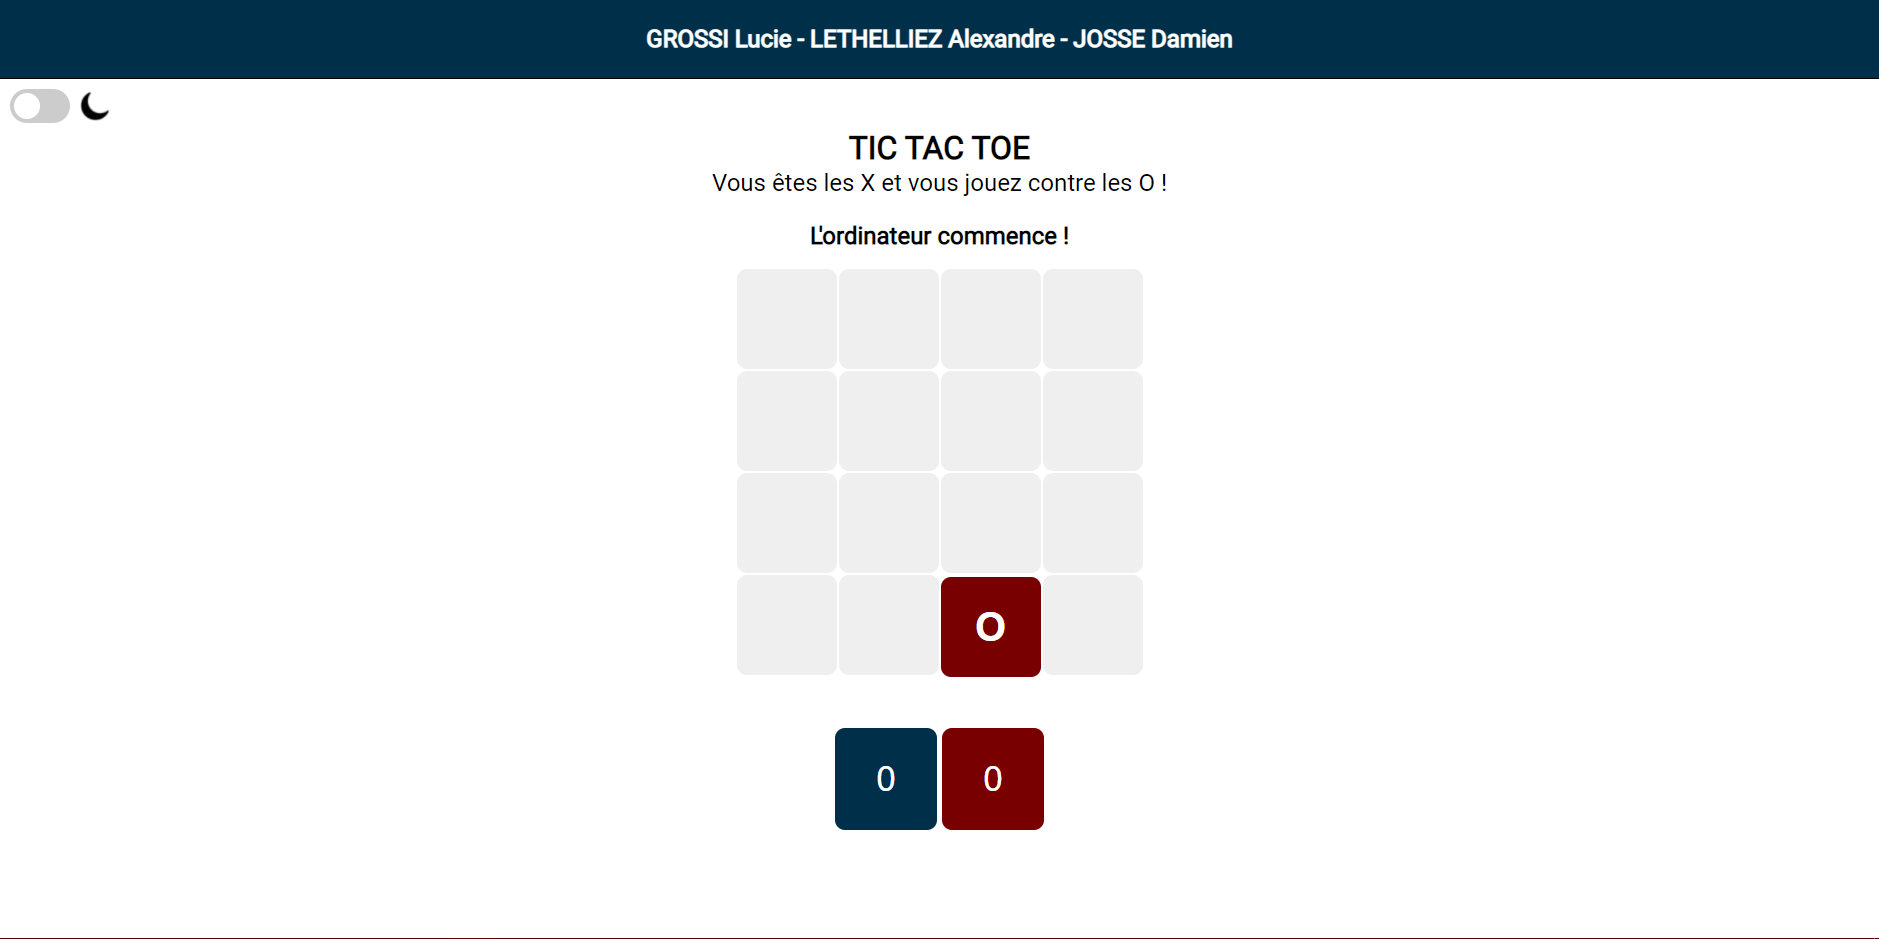 GROSSI Lucie - LETHELLIEZ Alexandre - JOSSE Damien
TIC TAC TOE
Vous êtes les X et vous jouez contre les O !
L'ordinateur commence !
O
0 0